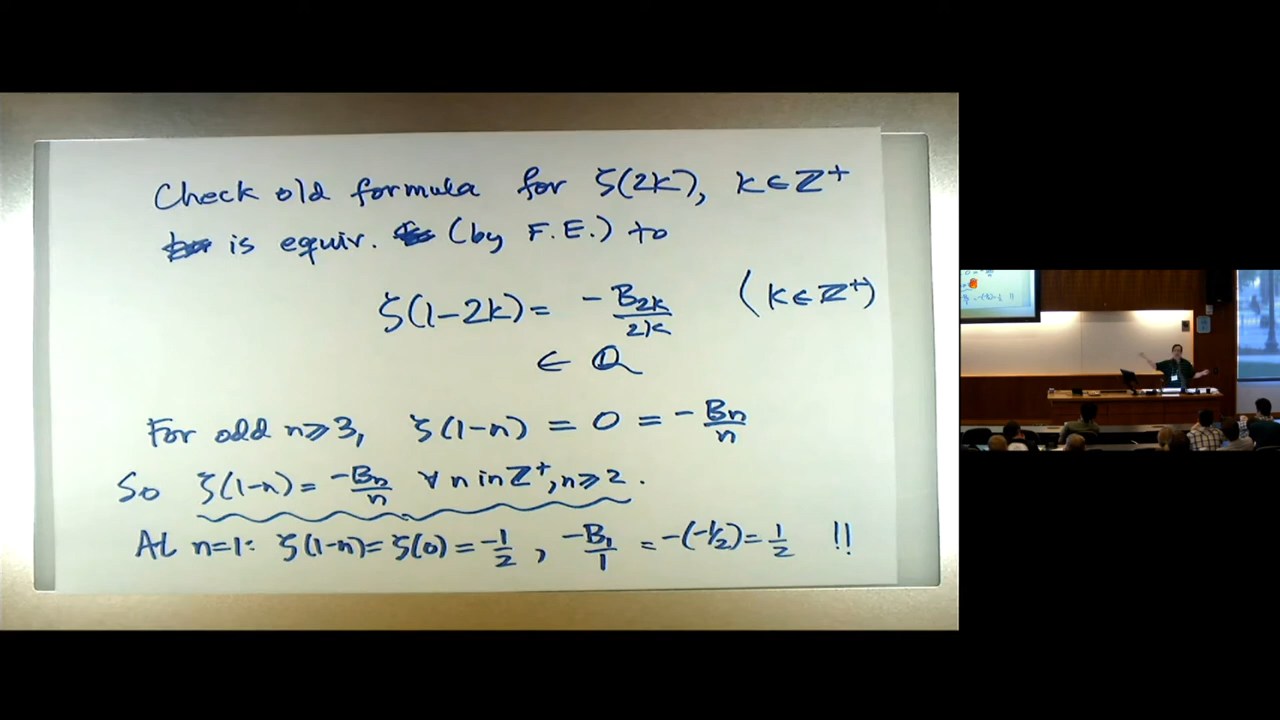 Check old formula for ζ(2k), k∈ℤ⁺
is equiv. (by F.E.) to
ζ(1-2k) = -B₂ₖ/2k (k∈ℤ⁺)
∈ ℚ
For odd n≥3, ζ(1-n) = 0 = -Bₙ/n
So ζ(1-n) = -Bₙ/n ∀ n in ℤ⁺, n≥2.
At n=1: ζ(1-n) = ζ(0) = -1/2, -B₁/1 = -(-1/2) = 1/2 !!